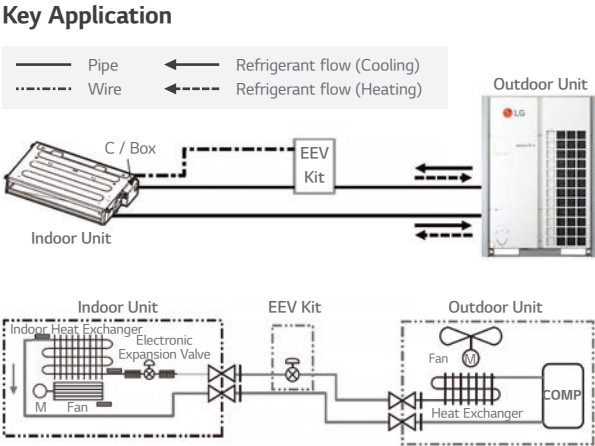 Key Application
Pipe
Refrigerant flow (Cooling)
Wire
Refrigerant flow (Heating)
Outdoor Unit
LG
C / Box
EEV
Kit
Indoor Unit
Indoor Unit
EEV Kit
Outdoor Unit
Indoor Heat Exchanger
Electronic
Expansion Valve
Fan
M
COMP
M
Fan
Heat Exchanger